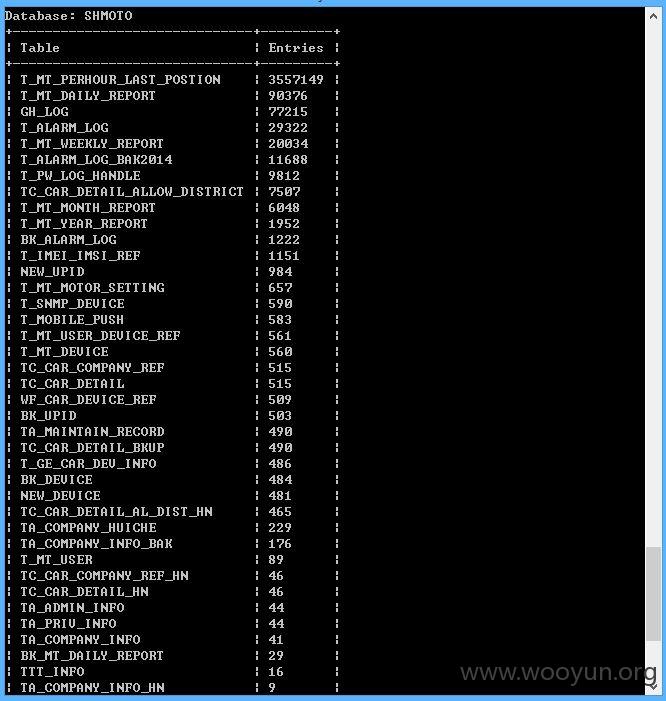 Database: SHMOTO
+------------------------------+---------+
¦ Table ¦ Entries ¦
+------------------------------+---------+
¦ T_MT_PERHOUR_LAST_POSTION ¦ 3557149 ¦
¦ T_MT_DAILY_REPORT ¦ 90376 ¦
¦ GH_LOG ¦ 77215 ¦
¦ T_ALARM_LOG ¦ 29322 ¦
¦ T_MT_WEEKLY_REPORT ¦ 20034 ¦
¦ T_ALARM_LOG_BAK2014 ¦ 11688 ¦
¦ T_PW_LOG_HANDLE ¦ 9812 ¦
¦ TC_CAR_DETAIL_ALLOW_DISTRICT ¦ 7507 ¦
¦ T_MT_MONTH_REPORT ¦ 6048 ¦
¦ T_MT_YEAR_REPORT ¦ 1952 ¦
¦ BK_ALARM_LOG ¦ 1222 ¦
¦ T_IMEI_IMSI_REF ¦ 1151 ¦
¦ NEW_UPID ¦ 984 ¦
¦ T_MT_MOTOR_SETTING ¦ 657 ¦
¦ T_SNMP_DEVICE ¦ 590 ¦
¦ T_MOBILE_PUSH ¦ 583 ¦
¦ T_MT_USER_DEVICE_REF ¦ 561 ¦
¦ T_MT_DEVICE ¦ 560 ¦
¦ TC_CAR_COMPANY_REF ¦ 515 ¦
¦ TC_CAR_DETAIL ¦ 515 ¦
¦ WF_CAR_DEVICE_REF ¦ 509 ¦
¦ BK_UPID ¦ 503 ¦
¦ TA_MAINTAIN_RECORD ¦ 490 ¦
¦ TC_CAR_DETAIL_BKUP ¦ 490 ¦
¦ T_GE_CAR_DEV_INFO ¦ 486 ¦
¦ BK_DEVICE ¦ 484 ¦
¦ NEW_DEVICE ¦ 481 ¦
¦ TC_CAR_DETAIL_AL_DIST_HN ¦ 465 ¦
¦ TA_COMPANY_HUICHE ¦ 229 ¦
¦ TA_COMPANY_INFO_BAK ¦ 176 ¦
¦ T_MT_USER ¦ 89 ¦
¦ TC_CAR_COMPANY_REF_HN ¦ 46 ¦
¦ TC_CAR_DETAIL_HN ¦ 46 ¦
¦ TA_ADMIN_INFO ¦ 44 ¦
¦ TA_PRIV_INFO ¦ 44 ¦
¦ TA_COMPANY_INFO ¦ 41 ¦
¦ BK_MT_DAILY_REPORT ¦ 29 ¦
¦ TTT_INFO ¦ 16 ¦
¦ TA_COMPANY_INFO_HN ¦ 9 ¦
www.wooyun.org